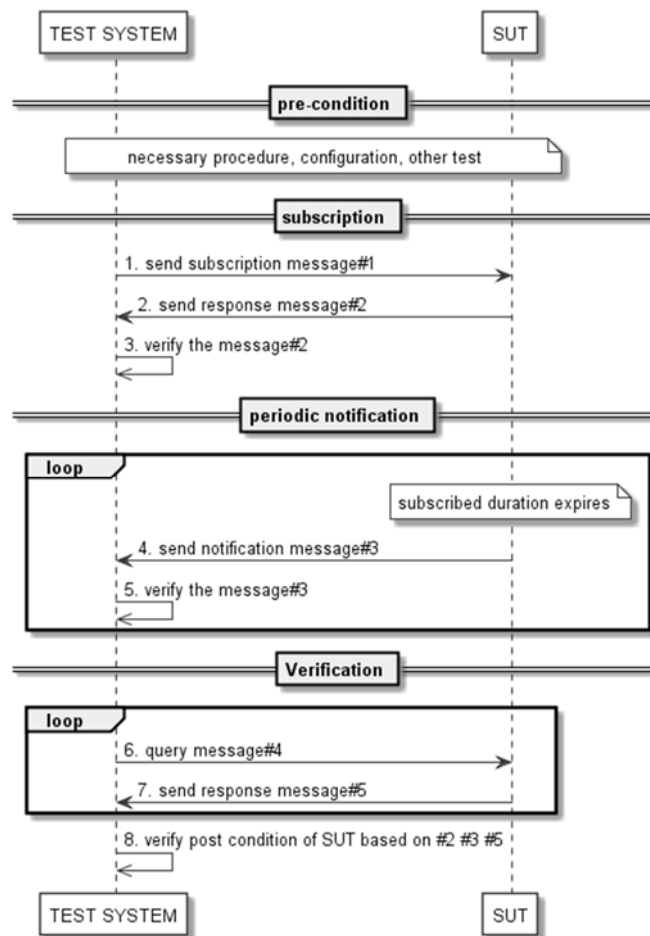 TEST SYSTEM SUT
pre-condition
necessary procedure, configuration, other test
subscription
1. send subscription message#1
2. send response message#2
3. verify the message#2
periodic notification
loop
subscribed duration expires
4. send notification message#3
5. verify the message#3
Verification
loop
6. query message#4
7. send response message#5
8. verify post condition of SUT based on #2 #3 #5
TEST SYSTEM SUT